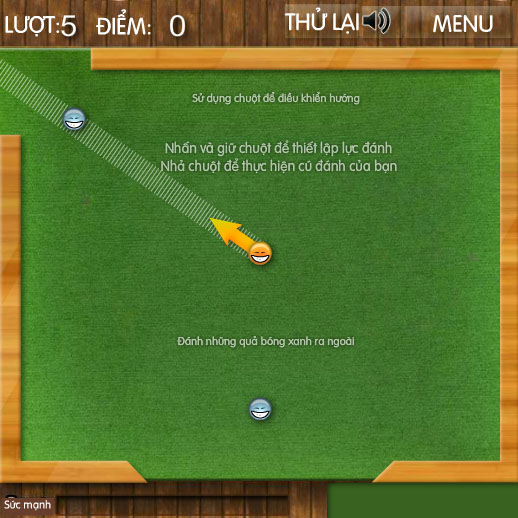 LƯỢT:5 ĐIỂM: 0 THỬ LẠI MENU
Sử dụng chuột để điều khiển hướng
Nhấn và giữ chuột để thiết lập lực đánh
Nhả chuột để thực hiện cú đánh của bạn
Đánh những quả bóng xanh ra ngoài
Sức mạnh